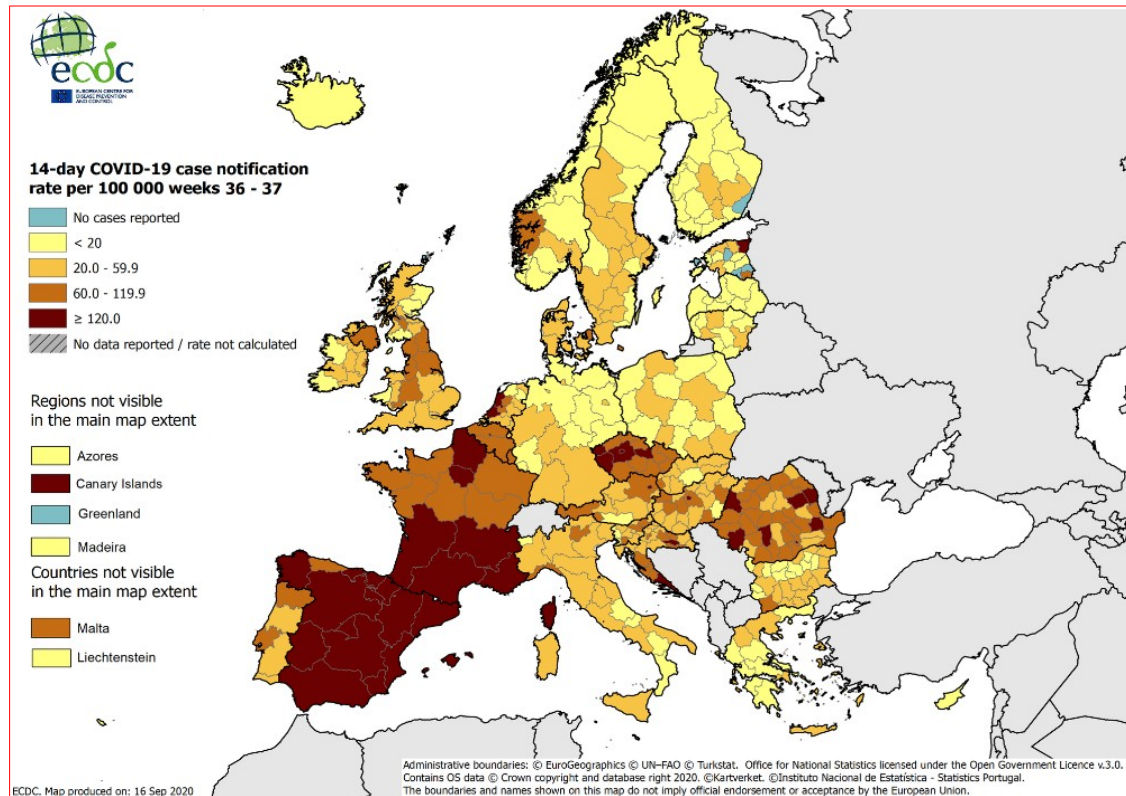 ecdc
EUROPEAN CENTRE FOR
DISEASE PREVENTION
AND CONTROL
14-day COVID-19 case notification
rate per 100 000 weeks 36 - 37
No cases reported
< 20
20.0 - 59.9
60.0 - 119.9
≥ 120.0
No data reported / rate not calculated
Regions not visible
in the main map extent
Azores
Canary Islands
Greenland
Madeira
Countries not visible
in the main map extent
Malta
Liechtenstein
Administrative boundaries: © EuroGeographics © UN–FAO © Turkstat. Office for National Statistics licensed under the Open Government Licence v.3.0.
Contains OS data © Crown copyright and database right 2020. ©Kartverket. ©Instituto Nacional de Estatística - Statistics Portugal.
The boundaries and names shown on this map do not imply official endorsement or acceptance by the European Union.
ECDC. Map produced on: 16 Sep 2020